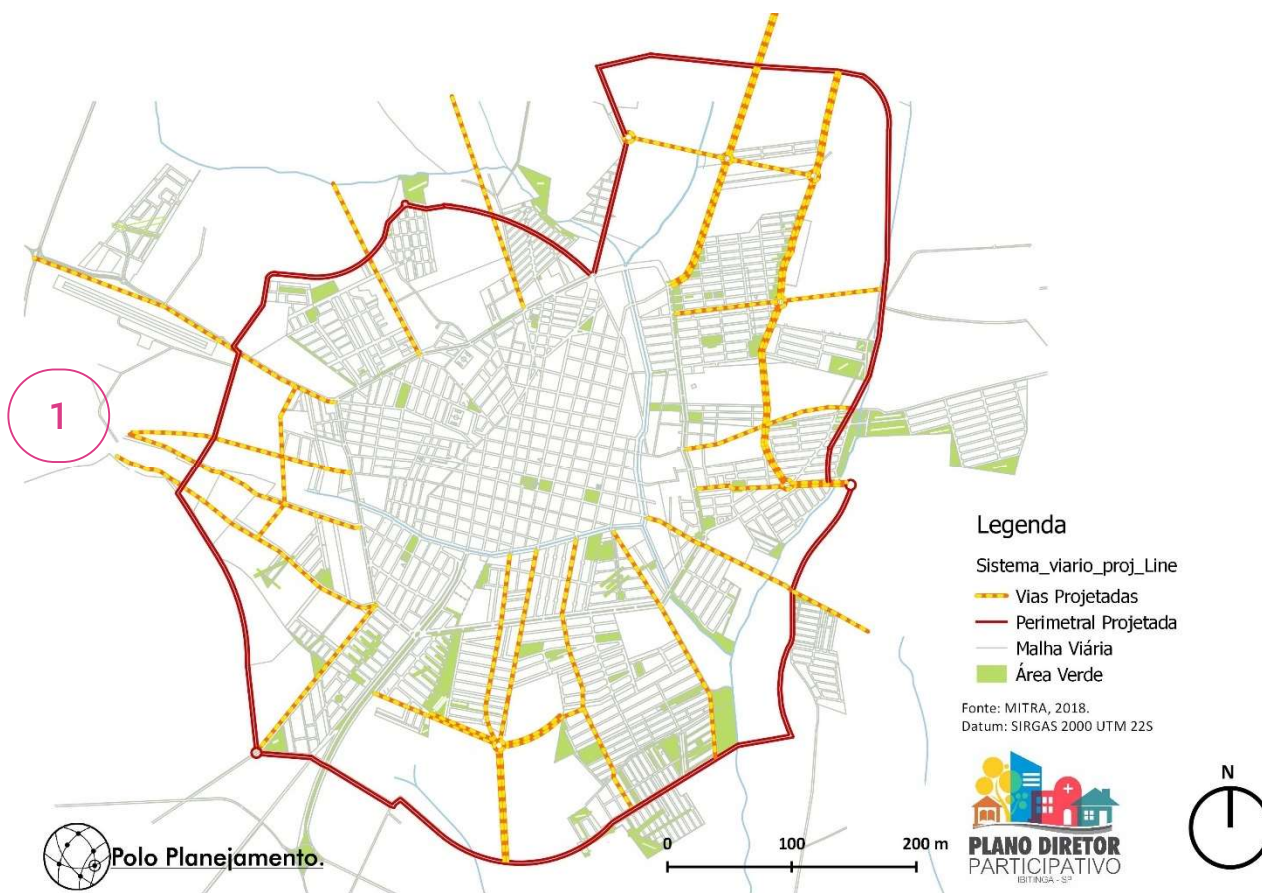 1
Legenda
Sistema_viario_proj_Line
Vias Projetadas
Perimetral Projetada
Malha Viária
Área Verde
Fonte: MITRA, 2018.
Datum: SIRGAS 2000 UTM 22S
N
PLANO DIRETOR
PARTICIPATIVO
IBITINGA - SP
0 100 200 m
Polo Planejamento.